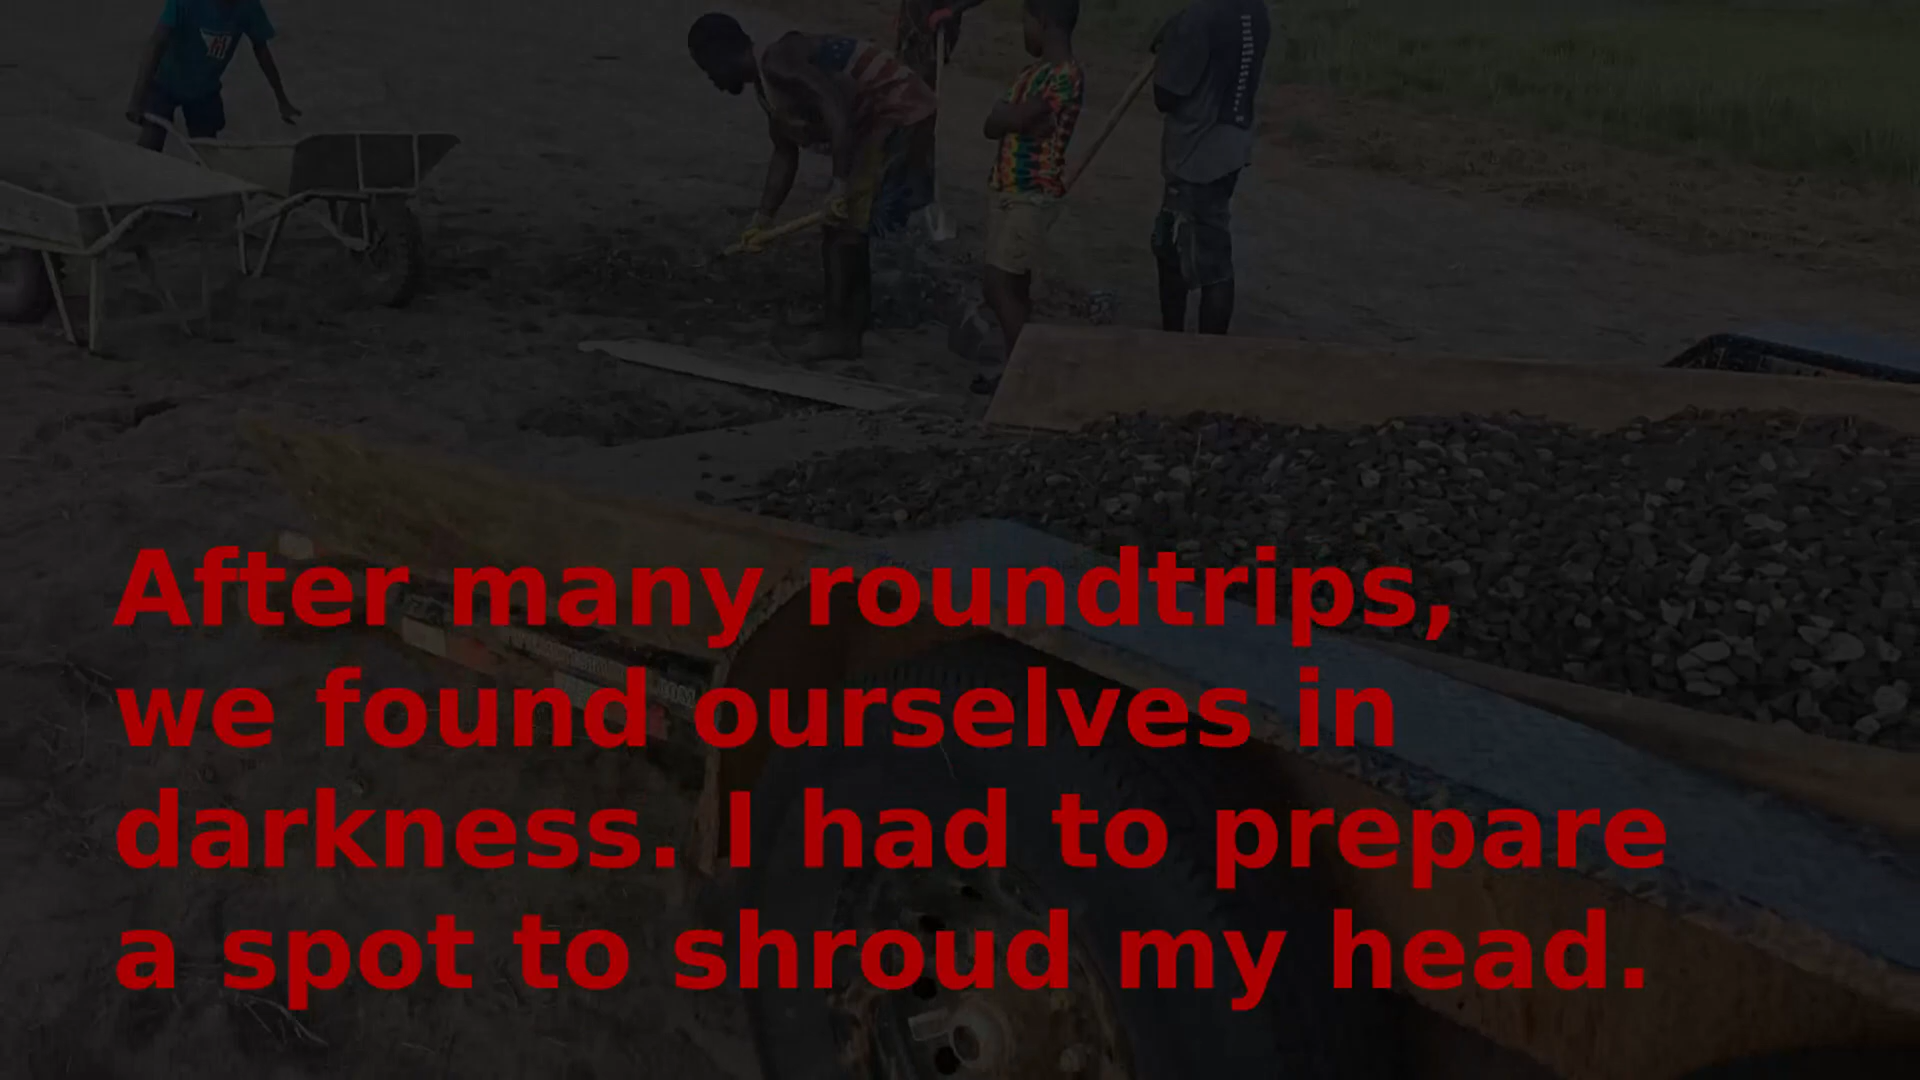 After many roundtrips,
we found ourselves in
darkness. I had to prepare
a spot to shroud my head.